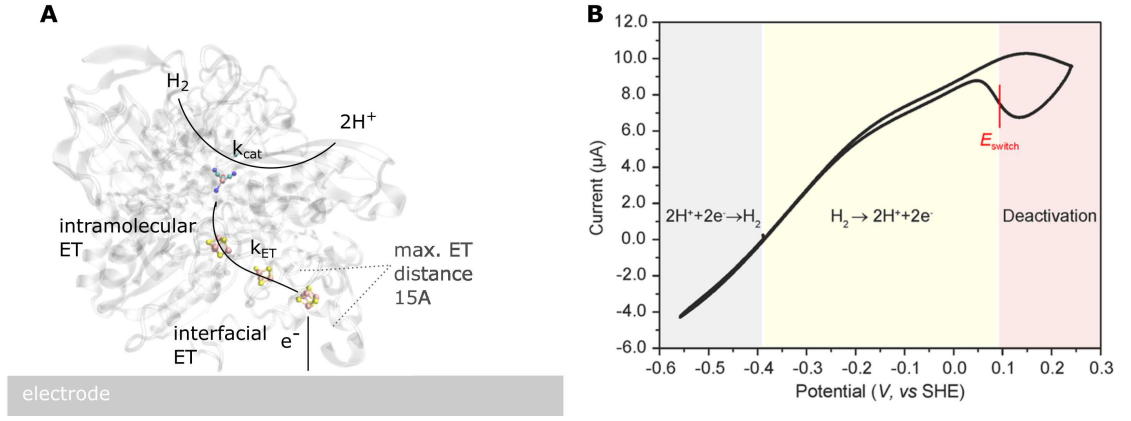 A
H2
2H+
kcat
intramolecular
ET
kET
max. ET
distance
15A
interfacial
ET
e-
electrode
B
12.0
10.0
8.0
6.0
4.0
2.0
0.0
-2.0
-4.0
-6.0
Current (μA)
Eswitch
2H++2e-→H2
H2→ 2H++2e-
Deactivation
-0.6 -0.5 -0.4 -0.3 -0.2 -0.1 0.0 0.1 0.2 0.3
Potential (V, vs SHE)